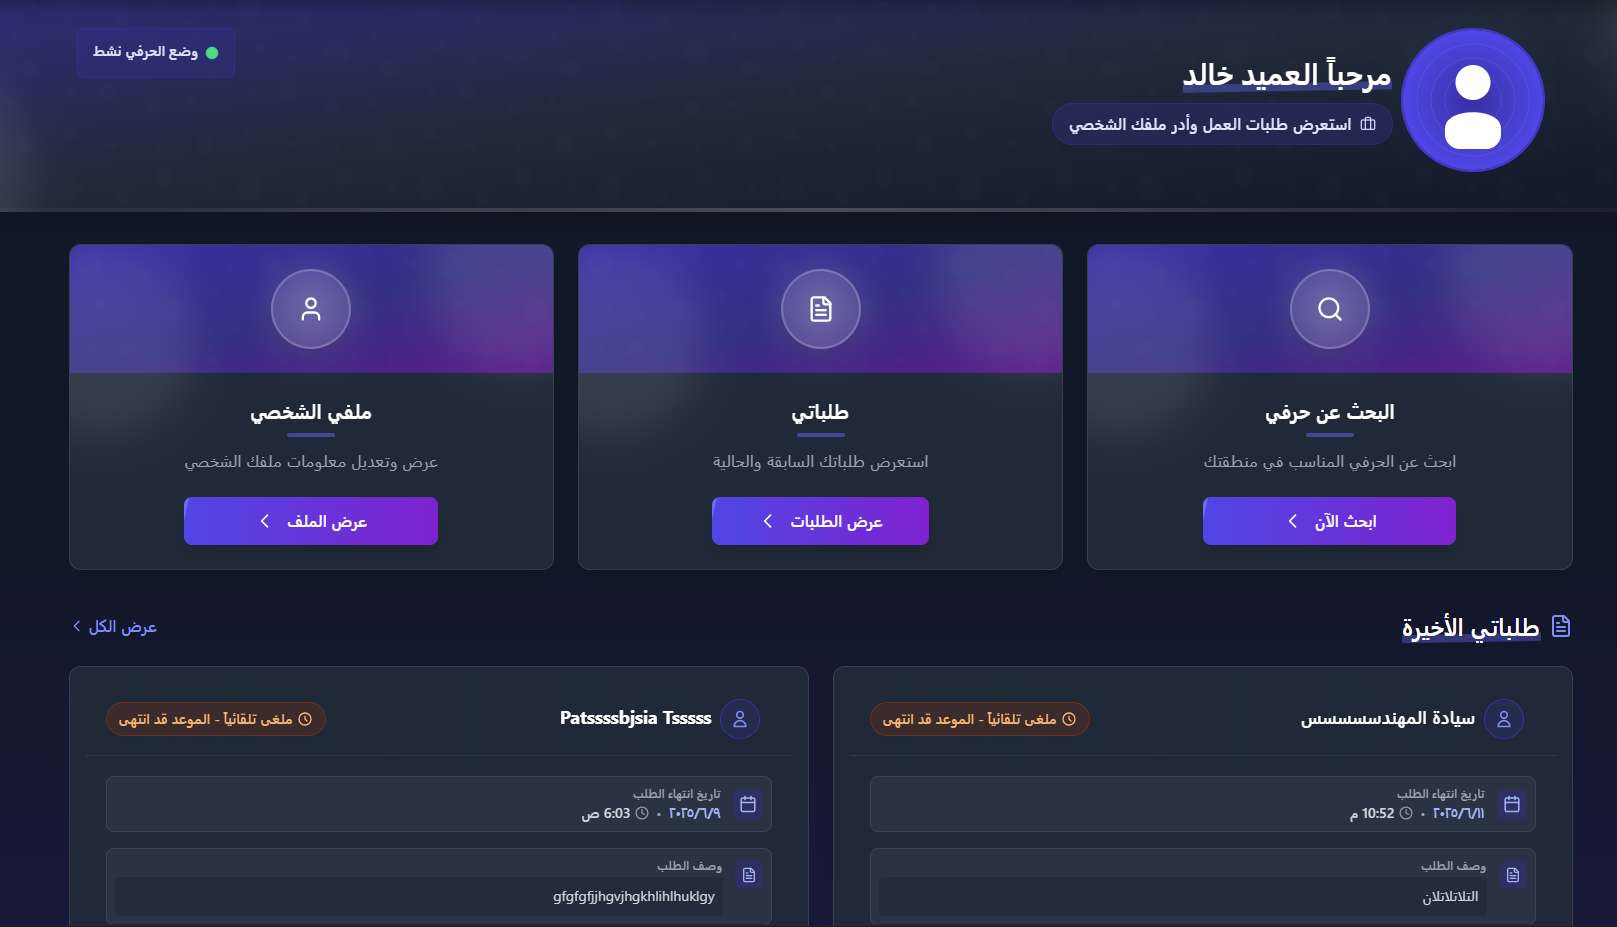 مرحباً العميد خالد
وضع الحرفي نشط
استعرض طلبات العمل وأدر ملفك الشخصي
البحث عن حرفي
ابحث عن الحرفي المناسب في منطقتك
ابحث الآن
طلباتي
استعرض طلباتك السابقة والحالية
عرض الطلبات
ملفي الشخصي
عرض وتعديل معلومات ملفك الشخصي
عرض الملف
طلباتي الأخيرة
عرض الكل
سيادة المهندسسسسس
ملغى تلقائياً - الموعد قد انتهى
تاريخ انتهاء الطلب
٢٠٢٥/٦/١١ • 10:52 م
وصف الطلب
التلاتلاتلان
Patssssbjsia Tsssss
ملغى تلقائياً - الموعد قد انتهى
تاريخ انتهاء الطلب
٢٠٢٥/٦/٩ • 6:03 ص
وصف الطلب
gfgfgfjjhgvjhgkhlihlhuklgy